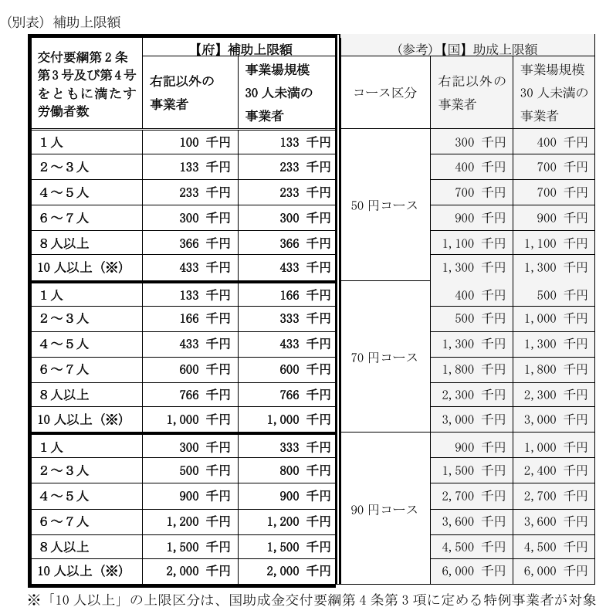 （別表）補助上限額
交付要綱第２条第３号及び第４号をともに満たす労働者数 【府】補助上限額 （参考）【国】助成上限額
右記以外の事業者 事業場規模30人未満の事業者 コース区分 右記以外の事業者 事業場規模30人未満の事業者
１人 100 千円 133 千円 50円コース 300 千円 400 千円
２～３人 133 千円 233 千円 400 千円 700 千円
４～５人 233 千円 233 千円 700 千円 700 千円
６～７人 300 千円 300 千円 900 千円 900 千円
８人以上 366 千円 366 千円 1,100 千円 1,100 千円
10人以上（※） 433 千円 433 千円 1,300 千円 1,300 千円
１人 133 千円 166 千円 70円コース 400 千円 500 千円
２～３人 166 千円 333 千円 500 千円 1,000 千円
４～５人 433 千円 433 千円 1,300 千円 1,300 千円
６～７人 600 千円 600 千円 1,800 千円 1,800 千円
８人以上 766 千円 766 千円 2,300 千円 2,300 千円
10人以上（※） 1,000 千円 1,000 千円 3,000 千円 3,000 千円
１人 300 千円 333 千円 90円コース 900 千円 1,000 千円
２～３人 500 千円 800 千円 1,500 千円 2,400 千円
４～５人 900 千円 900 千円 2,700 千円 2,700 千円
６～７人 1,200 千円 1,200 千円 3,600 千円 3,600 千円
８人以上 1,500 千円 1,500 千円 4,500 千円 4,500 千円
10人以上（※） 2,000 千円 2,000 千円 6,000 千円 6,000 千円
※「10人以上」の上限区分は、国助成金交付要綱第４条第３項に定める特例事業者が対象